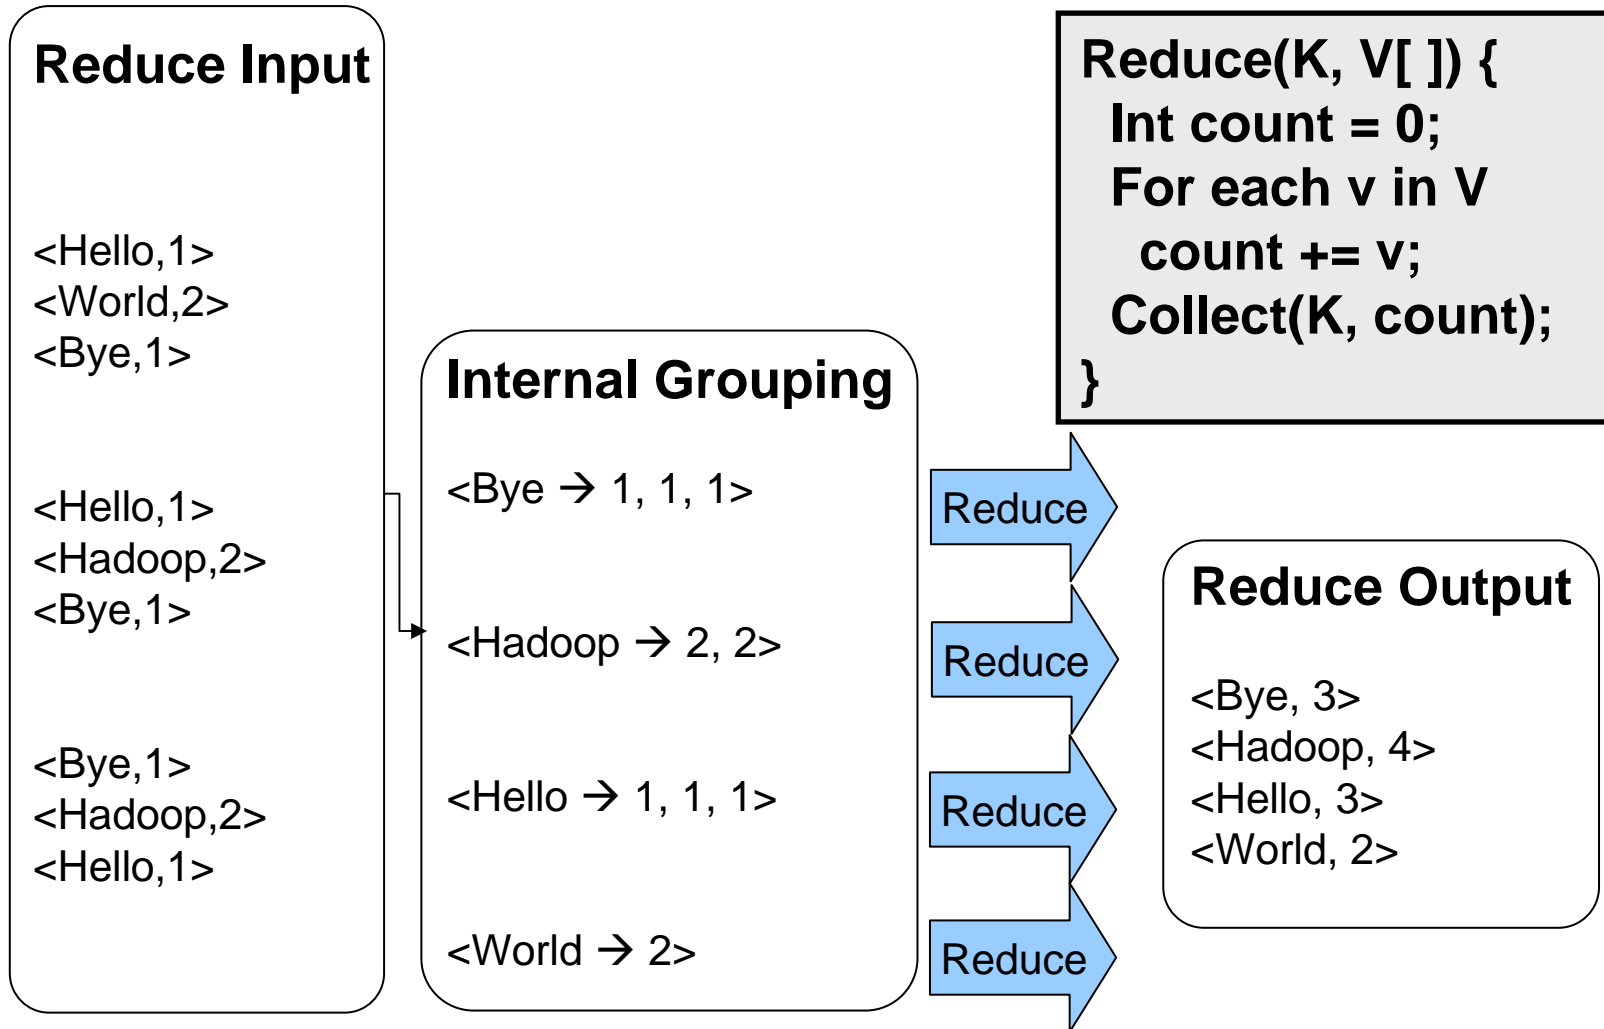 Reduce Input
<Hello,1>
<World,2>
<Bye,1>
<Hello,1>
<Hadoop,2>
<Bye,1>
<Bye,1>
<Hadoop,2>
<Hello,1>
Internal Grouping
<Bye → 1, 1, 1>
<Hadoop → 2, 2>
<Hello → 1, 1, 1>
<World → 2>
Reduce
Reduce
Reduce
Reduce
Reduce(K, V[ ]) {
Int count = 0;
For each v in V
count += v;
Collect(K, count);
}
Reduce Output
<Bye, 3>
<Hadoop, 4>
<Hello, 3>
<World, 2>